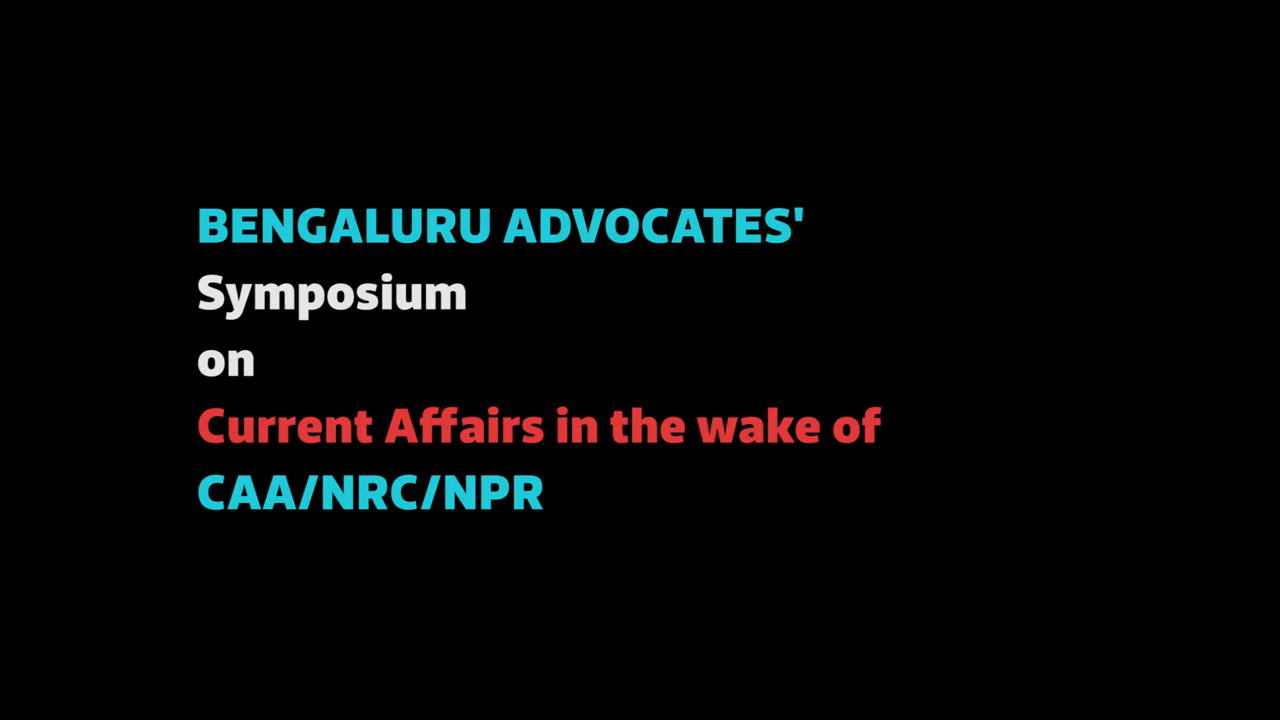 BENGALURU ADVOCATES'
Symposium
on
Current Affairs in the wake of
CAA/NRC/NPR